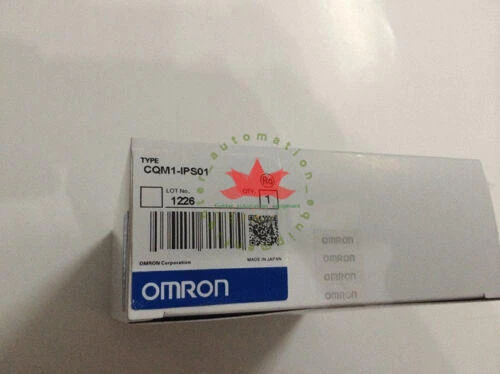 TYPE
CQM1-IPS01
LOT No.
QTY.
1226
1
OMRON Corporation
MADE IN JAPAN
OMRON
OMRON
OMRON
OMRON
OMRON